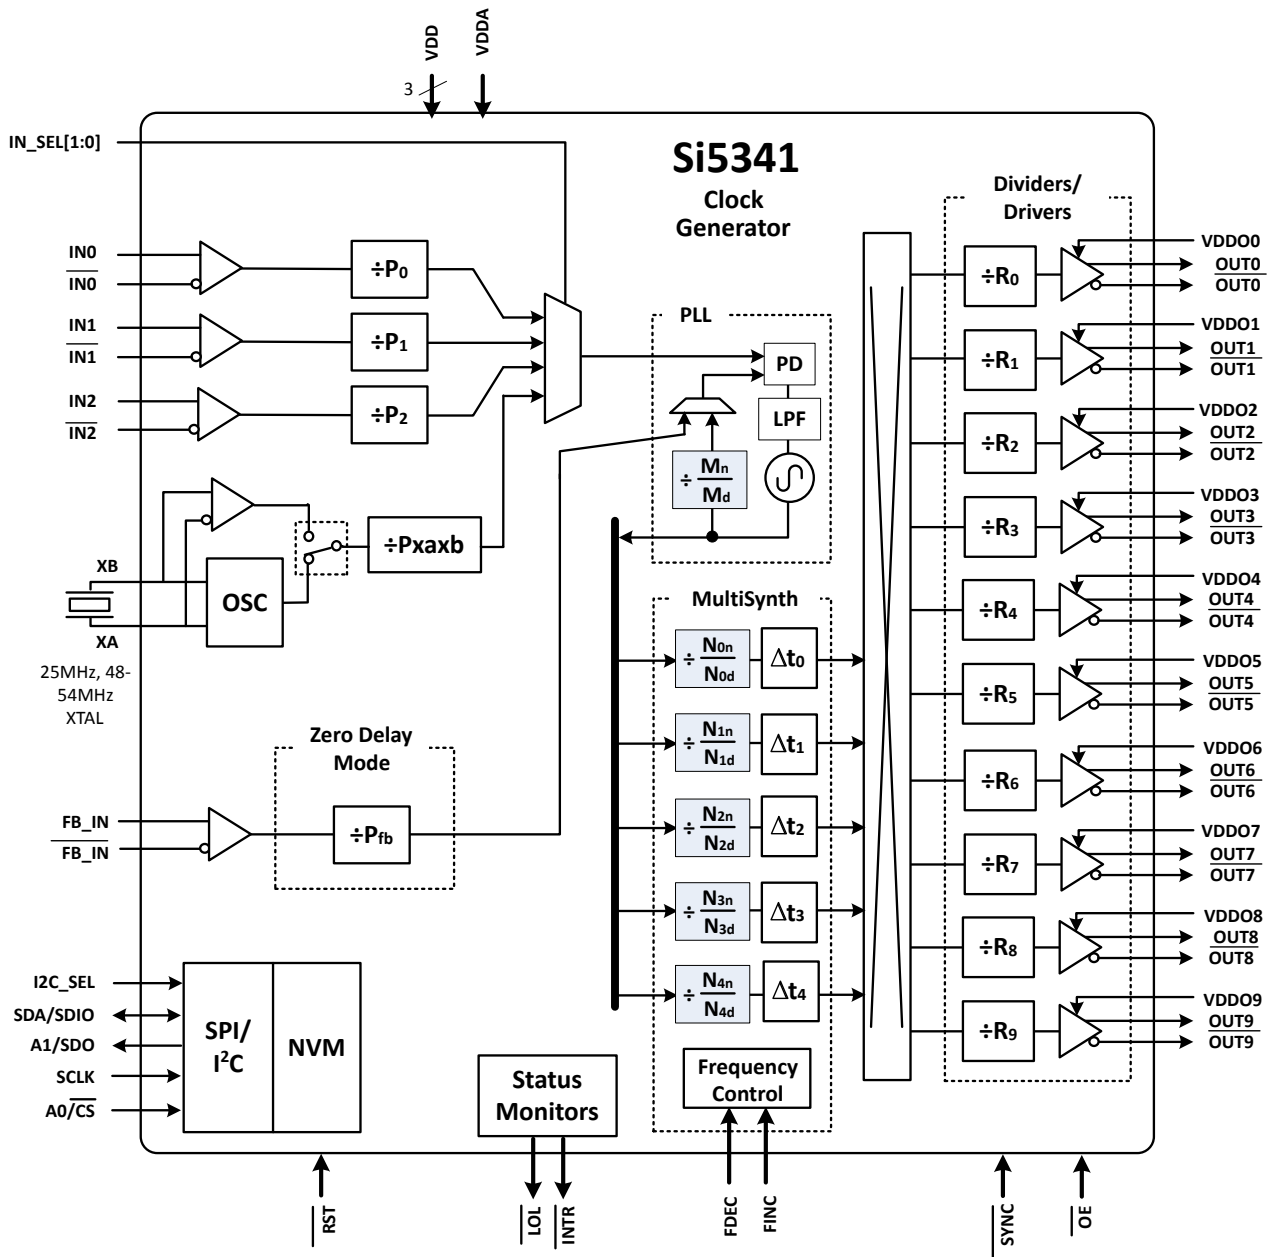 VDD
VDDA
3
IN_SEL[1:0]
Si5341
Clock
Generator
Dividers/
Drivers
IN0
IN0
÷P0
IN1
IN1
÷P1
IN2
IN2
÷P2
PLL
PD
LPF
÷ Mn
Md
XB
XA
OSC
÷Pxaxb
25MHz, 48-
54MHz
XTAL
Zero Delay
Mode
FB_IN
FB_IN
÷Pfb
MultiSynth
÷ N0n
N0d
Δt0
÷ N1n
N1d
Δt1
÷ N2n
N2d
Δt2
÷ N3n
N3d
Δt3
÷ N4n
N4d
Δt4
Frequency
Control
÷R0
VDDO0
OUT0
OUT0
÷R1
VDDO1
OUT1
OUT1
÷R2
VDDO2
OUT2
OUT2
÷R3
VDDO3
OUT3
OUT3
÷R4
VDDO4
OUT4
OUT4
÷R5
VDDO5
OUT5
OUT5
÷R6
VDDO6
OUT6
OUT6
÷R7
VDDO7
OUT7
OUT7
÷R8
VDDO8
OUT8
OUT8
÷R9
VDDO9
OUT9
OUT9
I2C_SEL
SDA/SDIO
A1/SDO
SCLK
A0/CS
SPI/
I²C
NVM
Status
Monitors
RST
LOL
INTR
FDEC
FINC
SYNC
OE